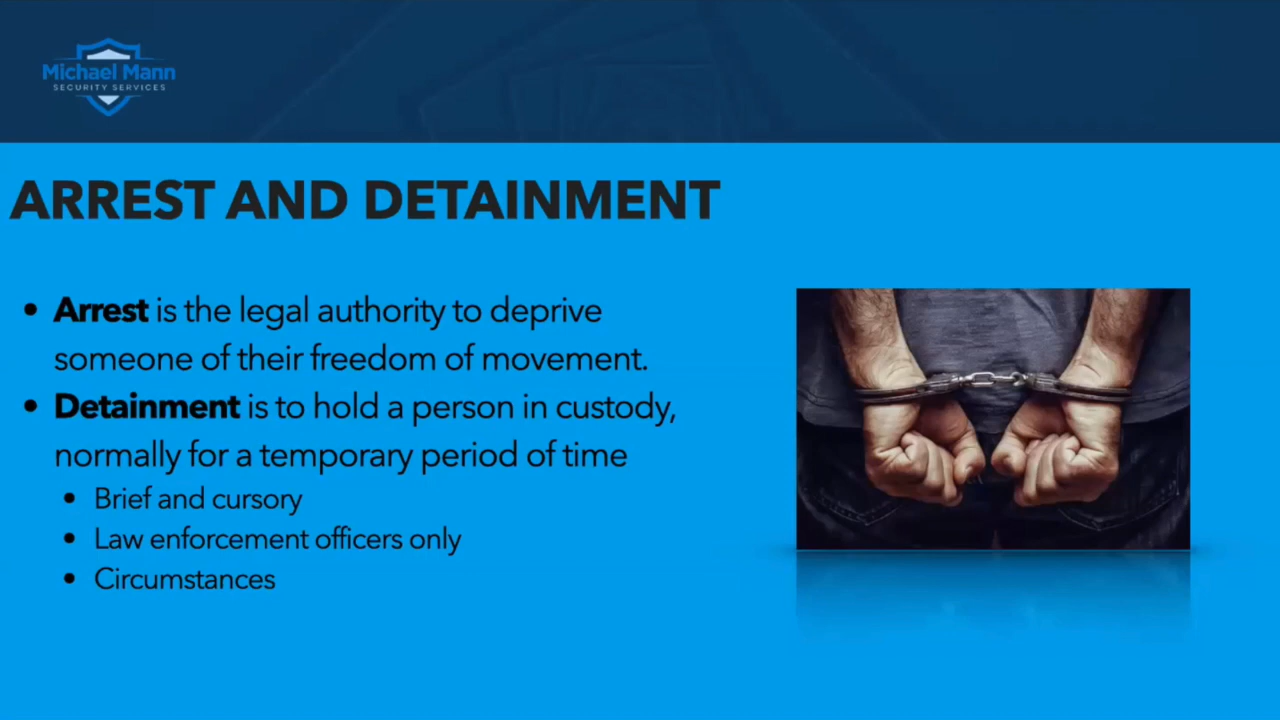 Michael Mann
SECURITY SERVICES
ARREST AND DETAINMENT
• Arrest is the legal authority to deprive
someone of their freedom of movement.
• Detainment is to hold a person in custody,
normally for a temporary period of time
• Brief and cursory
• Law enforcement officers only
• Circumstances